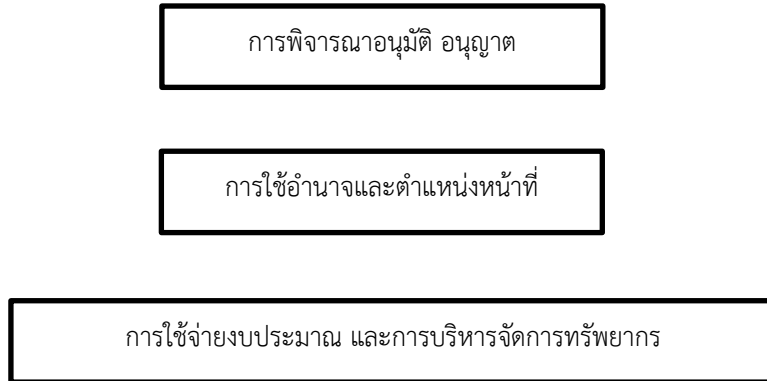 การพิจารณาอนุมัติ อนุญาต
การใช้อำนาจและตำแหน่งหน้าที่
การใช้จ่ายงบประมาณ และการบริหารจัดการทรัพยากร